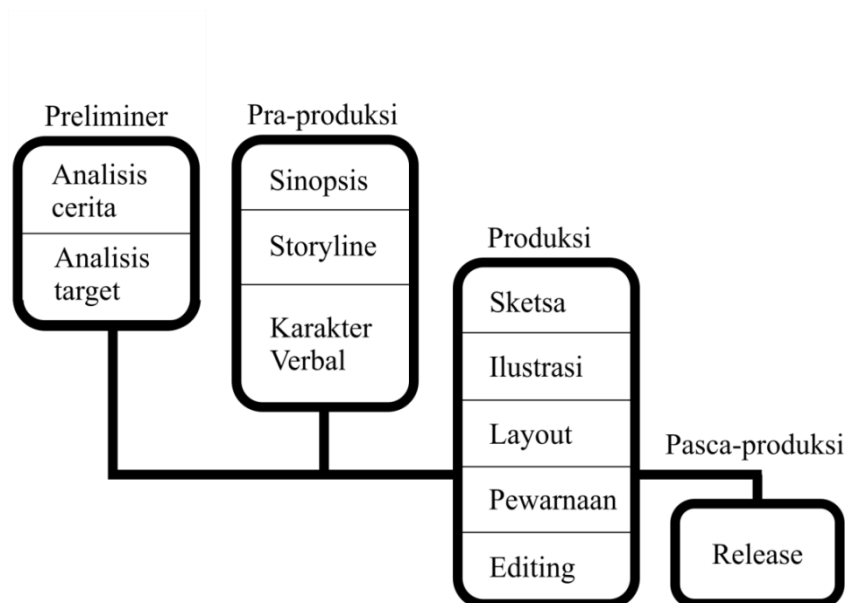 Preliminer
Analisis
cerita
Analisis
target
Pra-produksi
Sinopsis
Storyline
Karakter
Verbal
Produksi
Sketsa
Ilustrasi
Layout
Pewarnaan
Editing
Pasca-produksi
Release